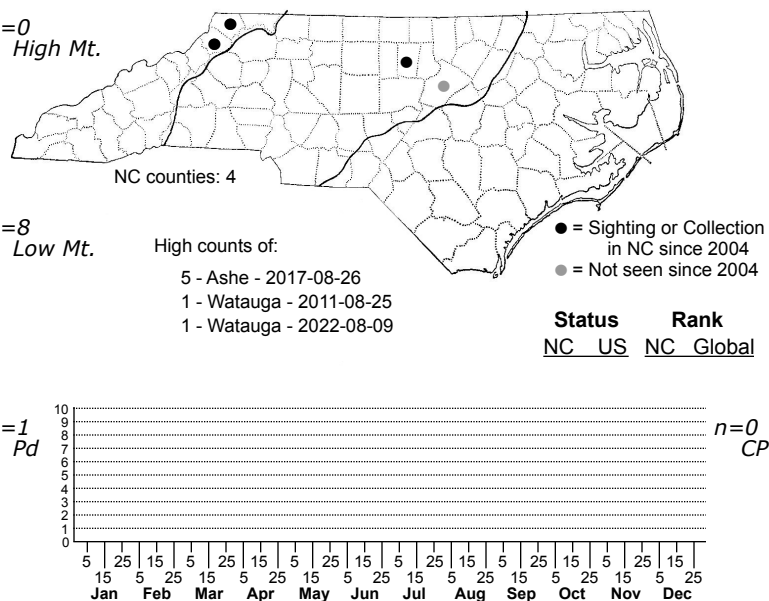 =0
High Mt.
NC counties: 4
=8
Low Mt.
High counts of:
5 - Ashe - 2017-08-26
1 - Watauga - 2011-08-25
1 - Watauga - 2022-08-09
= Sighting or Collection
in NC since 2004
= Not seen since 2004
Status Rank
NC US NC Global
=1
Pd
n=0
CP
10
9
8
7
6
5
4
3
2
1
0
5 25 15 5 25 15 5 25 15 5 25 15 5 25 15 5 25 15
15 5 25 15 5 25 15 5 25 15 5 25 15 5 25 15 5 25
Jan Feb Mar Apr May Jun Jul Aug Sep Oct Nov Dec